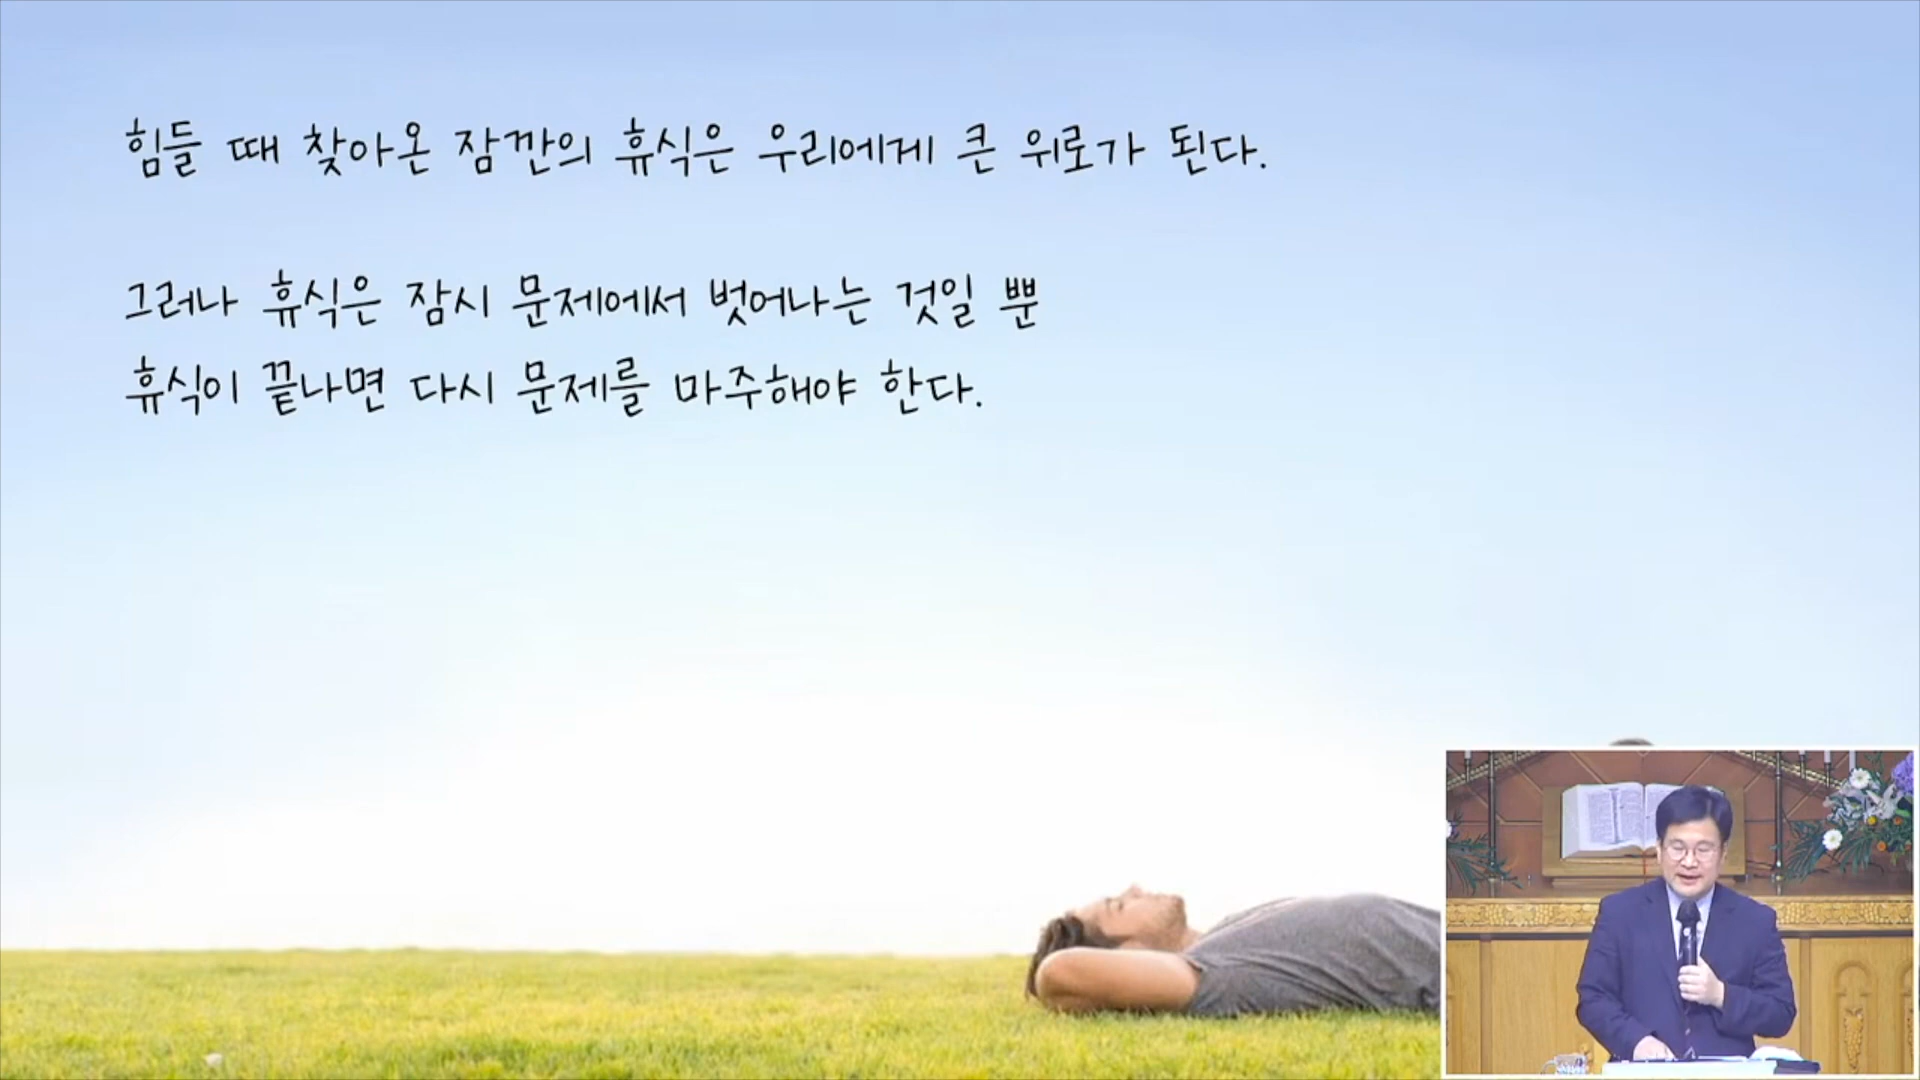 힘들 때 찾아온 잠깐의 휴식은 우리에게 큰 위로가 된다.
그러나 휴식은 잠시 문제에서 벗어나는 것일 뿐
휴식이 끝나면 다시 문제를 마주해야 한다.